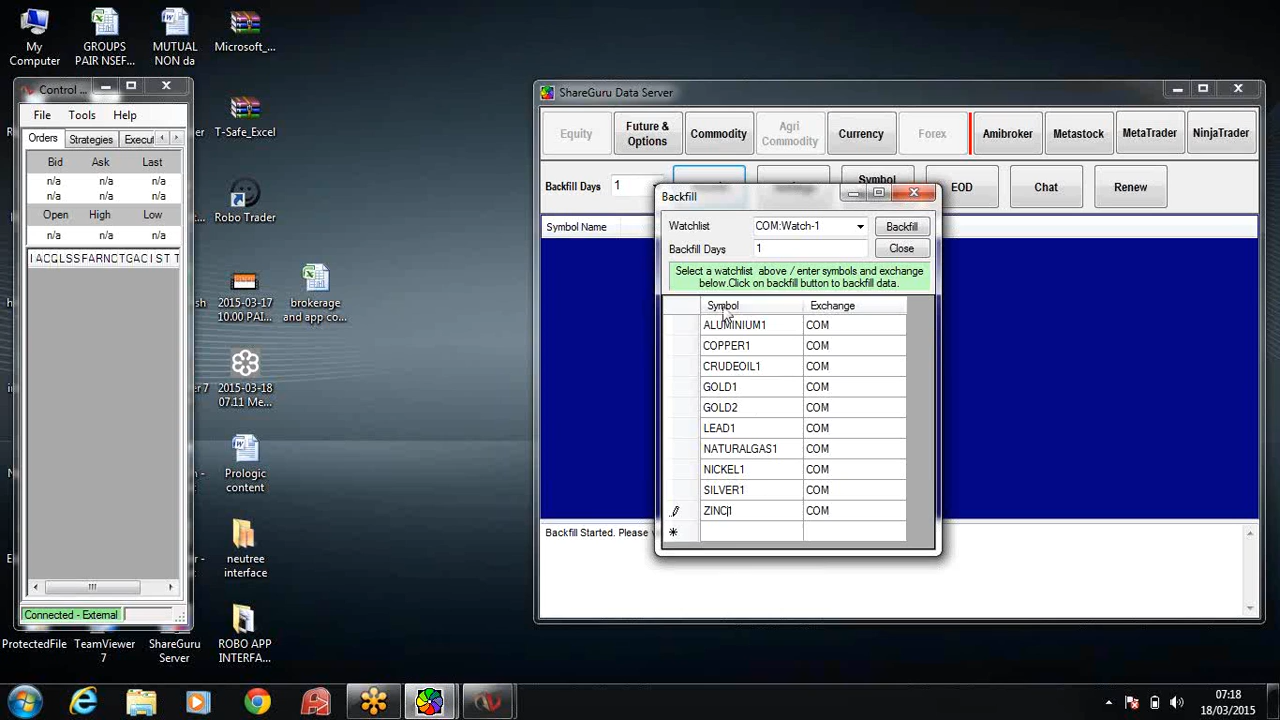 My
Computer
GROUPS
PAIR NSEF...
MUTUAL
NON da
Microsoft_...
T-Safe_Excel
Robo Trader
2015-03-17
10.00 PAI...
brokerage
and app co...
2015-03-18
07.11 Me...
Prologic
content
neutree
interface
ROBO APP
INTERFA...
ProtectedFile
TeamViewer
7
ShareGuru
Server
Control ...
File Tools Help
Orders Strategies Execut
Bid Ask Last
n/a n/a n/a
n/a n/a n/a
Open High Low
n/a n/a n/a
Connected - External
ShareGuru Data Server
Equity
Future &
Options
Commodity
Agri
Commodity
Currency
Forex
Amibroker
Metastock
MetaTrader
NinjaTrader
Backfill Days 1
Symbol
EOD
Chat
Renew
Symbol Name
Backfill Started. Please
Backfill
Watchlist COM:Watch-1 Backfill
Backfill Days 1 Close
Select a watchlist above / enter symbols and exchange
below.Click on backfill button to backfill data.
Symbol Exchange
ALUMINIUM1 COM
COPPER1 COM
CRUDEOIL1 COM
GOLD1 COM
GOLD2 COM
LEAD1 COM
NATURALGAS1 COM
NICKEL1 COM
SILVER1 COM
ZINC1 COM
07:18
18/03/2015